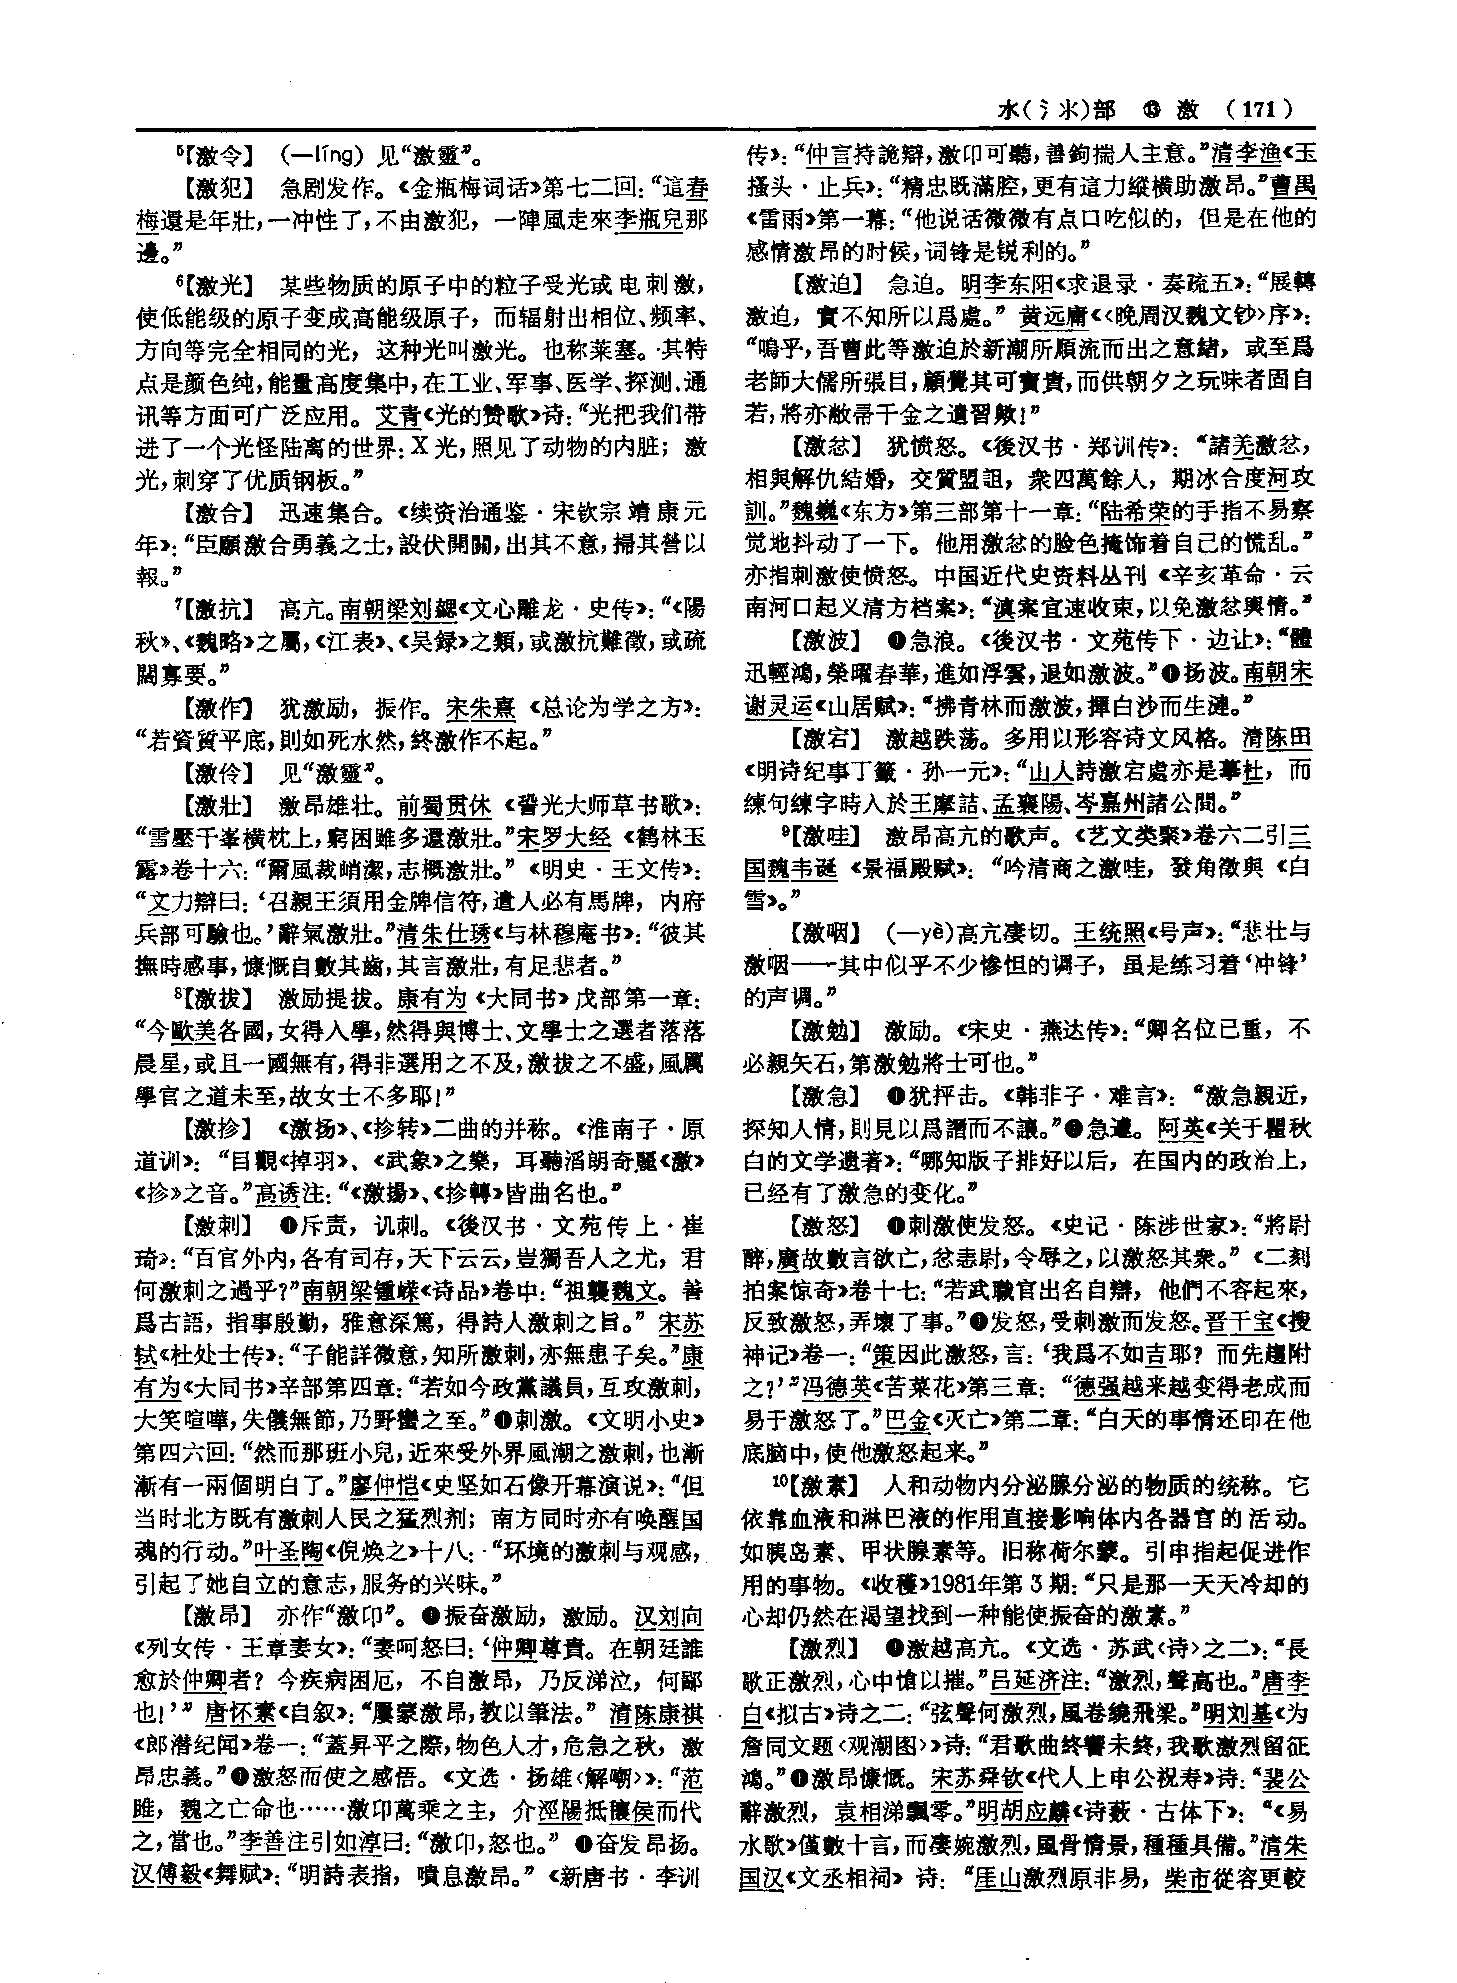 水(氵氺)部 ⓭ 激 (171)
⁵【激令】 (—líng) 见“激靈”。
【激犯】 急剧发作。《金瓶梅词话》第七二回:“這春
梅還是年壯,一冲性了,不由激犯,一陣風走來李瓶兒那
邊。”
⁶【激光】 某些物质的原子中的粒子受光或电刺激,
使低能级的原子变成高能级原子,而辐射出相位、频率、
方向等完全相同的光,这种光叫激光。也称莱塞。其特
点是颜色纯,能量高度集中,在工业、军事、医学、探测、通
讯等方面可广泛应用。艾青《光的赞歌》诗:“光把我们带
进了一个光怪陆离的世界:X光,照见了动物的内脏;激
光,刺穿了优质钢板。”
【激合】 迅速集合。《续资治通鉴·宋钦宗靖康元
年》:“臣願激合勇義之士,設伏開關,出其不意,掃其營以
報。”
⁷【激抗】 高亢。南朝梁刘勰《文心雕龙·史传》:“《陽
秋》、《魏略》之屬,《江表》、《吴録》之類,或激抗難徵,或疏
闊寡要。”
【激作】 犹激励,振作。宋朱熹《总论为学之方》:
“若資質平底,則如死水然,終激作不起。”
【激伶】 见“激靈”。
【激壯】 激昂雄壮。前蜀贯休《䛒光大师草书歌》:
“雪壓千峯横枕上,窮困雖多還激壯。”宋罗大经《鹤林玉
露》卷十六:“爾風裁峭潔,志概激壯。”《明史·王文传》:
“文力辯曰:‘召親王須用金牌信符,遣人必有馬牌,内府
兵部可驗也。’辭氣激壯。”清朱仕琇《与林穆庵书》:“彼其
撫時感事,慷慨自數其齒,其言激壯,有足悲者。”
⁸【激拔】 激励提拔。康有为《大同书》戊部第一章:
“今歐美各國,女得入學,然得與博士、文學士之選者落落
晨星,或且一國無有,得非選用之不及,激拔之不盛,風厲
學官之道未至,故女士不多耶!”
【激抮】 《激扬》、《抮转》二曲的并称。《淮南子·原
道训》:“目觀《掉羽》、《武象》之樂,耳聽滔朗奇麗《激》
《抮》之音。”高诱注:“《激揚》、《抮轉》皆曲名也。”
【激刺】 ❶斥责,讥刺。《後汉书·文苑传上·崔
琦》:“百官外内,各有司存,天下云云,豈獨吾人之尤,君
何激刺之過乎?”南朝梁锺嵘《诗品》卷中:“祖襲魏文。善
爲古語,指事殷勤,雅意深篤,得詩人激刺之旨。”宋苏
轼《杜处士传》:“子能詳微意,知所激刺,亦無患子矣。”康
有为《大同书》辛部第四章:“若如今政黨議員,互攻激刺,
大笑喧嘩,失儀無節,乃野蠻之至。”❷刺激。《文明小史》
第四六回:“然而那班小兒,近來受外界風潮之激刺,也漸
漸有一兩個明白了。”廖仲恺《史坚如石像开幕演说》:“但
当时北方既有激刺人民之猛烈剂;南方同时亦有唤醒国
魂的行动。”叶圣陶《倪焕之》十八:“环境的激刺与观感,
引起了她自立的意志,服务的兴味。”
【激昂】 亦作“激卬”。❶振奋激励,激励。汉刘向
《列女传·王章妻女》:“妻呵怒曰:‘仲卿尊貴。在朝廷誰
愈於仲卿者?今疾病困厄,不自激昂,乃反涕泣,何鄙
也!’”唐怀素《自叙》:“屢蒙激昂,教以筆法。”清陈康祺
《郎潜纪闻》卷一:“蓋昇平之際,物色人才,危急之秋,激
昂忠義。”❷激怒而使之感悟。《文选·扬雄〈解嘲〉》:“范
雎,魏之亡命也……激卬萬乘之主,介涇陽抵穰侯而代
之,當也。”李善注引如淳曰:“激卬,怒也。”❸奋发昂扬。
汉傅毅《舞赋》:“明詩表指,嘳息激昂。”《新唐书·李训
传》:“仲言持詭辯,激卬可聽,善鉤揣人主意。”清李渔《玉
搔头·止兵》:“精忠既滿腔,更有這力縱横助激昂。”曹禺
《雷雨》第一幕:“他说话微微有点口吃似的,但是在他的
感情激昂的时候,词锋是锐利的。”
【激迫】 急迫。明李东阳《求退录·奏疏五》:“展轉
激迫,實不知所以爲處。”黄远庸《〈晚周汉魏文钞〉序》:
“嗚乎,吾曹此等激迫於新潮所順流而出之意緒,或至爲
老師大儒所張目,顧覺其可寶貴,而供朝夕之玩味者固自
若,將亦敝帚千金之遺習歟!”
【激忿】 犹愤怒。《後汉书·郑训传》:“諸羌激忿,
相與解仇結婚,交質盟詛,衆四萬餘人,期冰合度河攻
訓。”魏巍《东方》第三部第十一章:“陆希荣的手指不易察
觉地抖动了一下。他用激忿的脸色掩饰着自己的慌乱。”
亦指刺激使愤怒。中国近代史资料丛刊《辛亥革命·云
南河口起义清方档案》:“滇案宜速收束,以免激忿輿情。”
【激波】 ❶急浪。《後汉书·文苑传下·边让》:“體
迅輕鴻,榮曜春華,進如浮雲,退如激波。”❷扬波。南朝宋
谢灵运《山居赋》:“拂青林而激波,揮白沙而生漣。”
【激宕】 激越跌荡。多用以形容诗文风格。清陈田
《明诗纪事丁籤·孙一元》:“山人詩激宕處亦是摹杜,而
練句練字時入於王摩詰、孟襄陽、岑嘉州諸公間。”
⁹【激哇】 激昂高亢的歌声。《艺文类聚》卷六二引三
国魏韦诞《景福殿赋》:“吟清商之激哇,發角徵與《白
雪》。”
【激咽】 (—yè)高亢凄切。王统照《号声》:“悲壮与
激咽——其中似乎不少惨怛的调子,虽是练习着‘冲锋’
的声调。”
【激勉】 激励。《宋史·燕达传》:“卿名位已重,不
必親矢石,第激勉將士可也。”
【激急】 ❶犹抨击。《韩非子·难言》:“激急親近,
探知人情,則見以爲譖而不讓。”❷急遽。阿英《关于瞿秋
白的文学遗著》:“哪知版子排好以后,在国内的政治上,
已经有了激急的变化。”
【激怒】 ❶刺激使发怒。《史记·陈涉世家》:“將尉
醉,廣故數言欲亡,忿恚尉,令辱之,以激怒其衆。”《二刻
拍案惊奇》卷十七:“若武職官出名自辯,他們不容起來,
反致激怒,弄壞了事。”❷发怒,受刺激而发怒。晋干宝《搜
神记》卷一:“策因此激怒,言:‘我爲不如吉耶?而先趨附
之?’”冯德英《苦菜花》第三章:“德强越来越变得老成而
易于激怒了。”巴金《灭亡》第二章:“白天的事情还印在他
底脑中,使他激怒起来。”
¹⁰【激素】 人和动物内分泌腺分泌的物质的统称。它
依靠血液和淋巴液的作用直接影响体内各器官的活动。
如胰岛素、甲状腺素等。旧称荷尔蒙。引申指起促进作
用的事物。《收穫》1981年第3期:“只是那一天天冷却的
心却仍然在渴望找到一种能使振奋的激素。”
【激烈】 ❶激越高亢。《文选·苏武〈诗〉之二》:“長
歌正激烈,心中愴以摧。”吕延济注:“激烈,聲高也。”唐李
白《拟古》诗之二:“弦聲何激烈,風卷繞飛梁。”明刘基《为
詹同文题〈观潮图〉》诗:“君歌曲終響未終,我歌激烈留征
鴻。”❷激昂慷慨。宋苏舜钦《代人上申公祝寿》诗:“裴公
辭激烈,袁相涕飄零。”明胡应麟《诗薮·古体下》:“《易
水歌》僅數十言,而凄婉激烈,風骨情景,種種具備。”清朱
国汉《文丞相祠》诗:“厓山激烈原非易,柴市從容更較